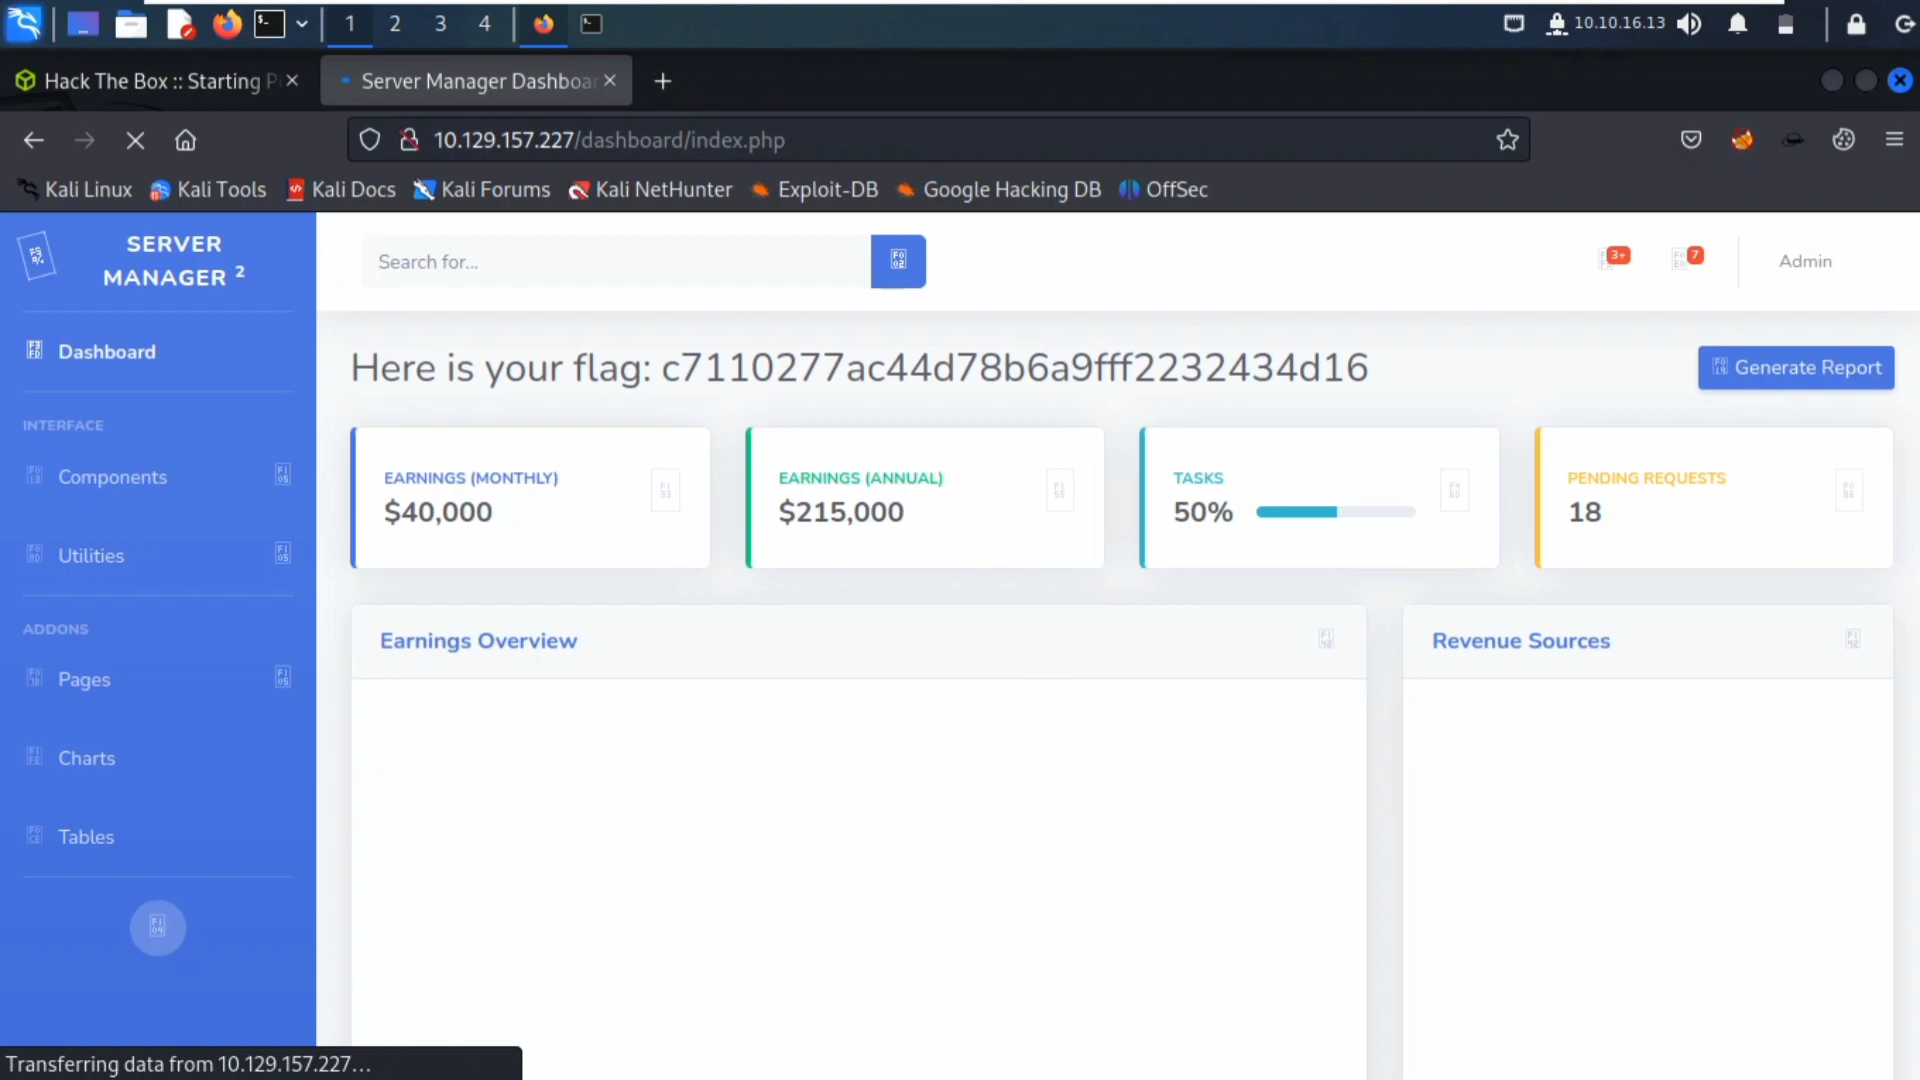 1 2 3 4
10.10.16.13
Hack The Box :: Starting P
Server Manager Dashboar
10.129.157.227/dashboard/index.php
Kali Linux Kali Tools Kali Docs Kali Forums Kali NetHunter Exploit-DB Google Hacking DB OffSec
SERVER
MANAGER 2
Search for...
3+
7
Admin
Dashboard
Here is your flag: c7110277ac44d78b6a9fff2232434d16
Generate Report
INTERFACE
Components
Utilities
ADDONS
Pages
Charts
Tables
EARNINGS (MONTHLY)
$40,000
EARNINGS (ANNUAL)
$215,000
TASKS
50%
PENDING REQUESTS
18
Earnings Overview
Revenue Sources
Transferring data from 10.129.157.227...